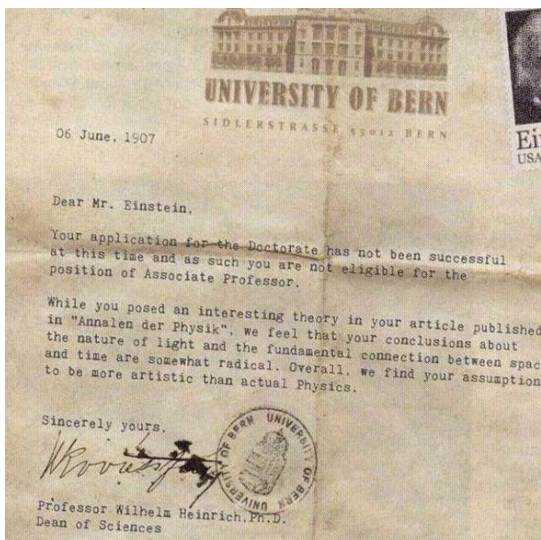 UNIVERSITY OF BERN
SIDLERSTRASSE 53012 BERN
Ei
USA
06 June, 1907
Dear Mr. Einstein,
Your application for the Doctorate has not been successful
at this time and as such you are not eligible for the
position of Associate Professor.
While you posed an interesting theory in your article published
in "Annalen der Physik", we feel that your conclusions about
the nature of light and the fundamental connection between spac
and time are somewhat radical. Overall, we find your assumption
to be more artistic than actual Physics.
Sincerely yours,
UNIVERSITY OF BERN UNIVERSITY OF BERN
Professor Wilhelm Heinrich, Ph.D.
Dean of Sciences